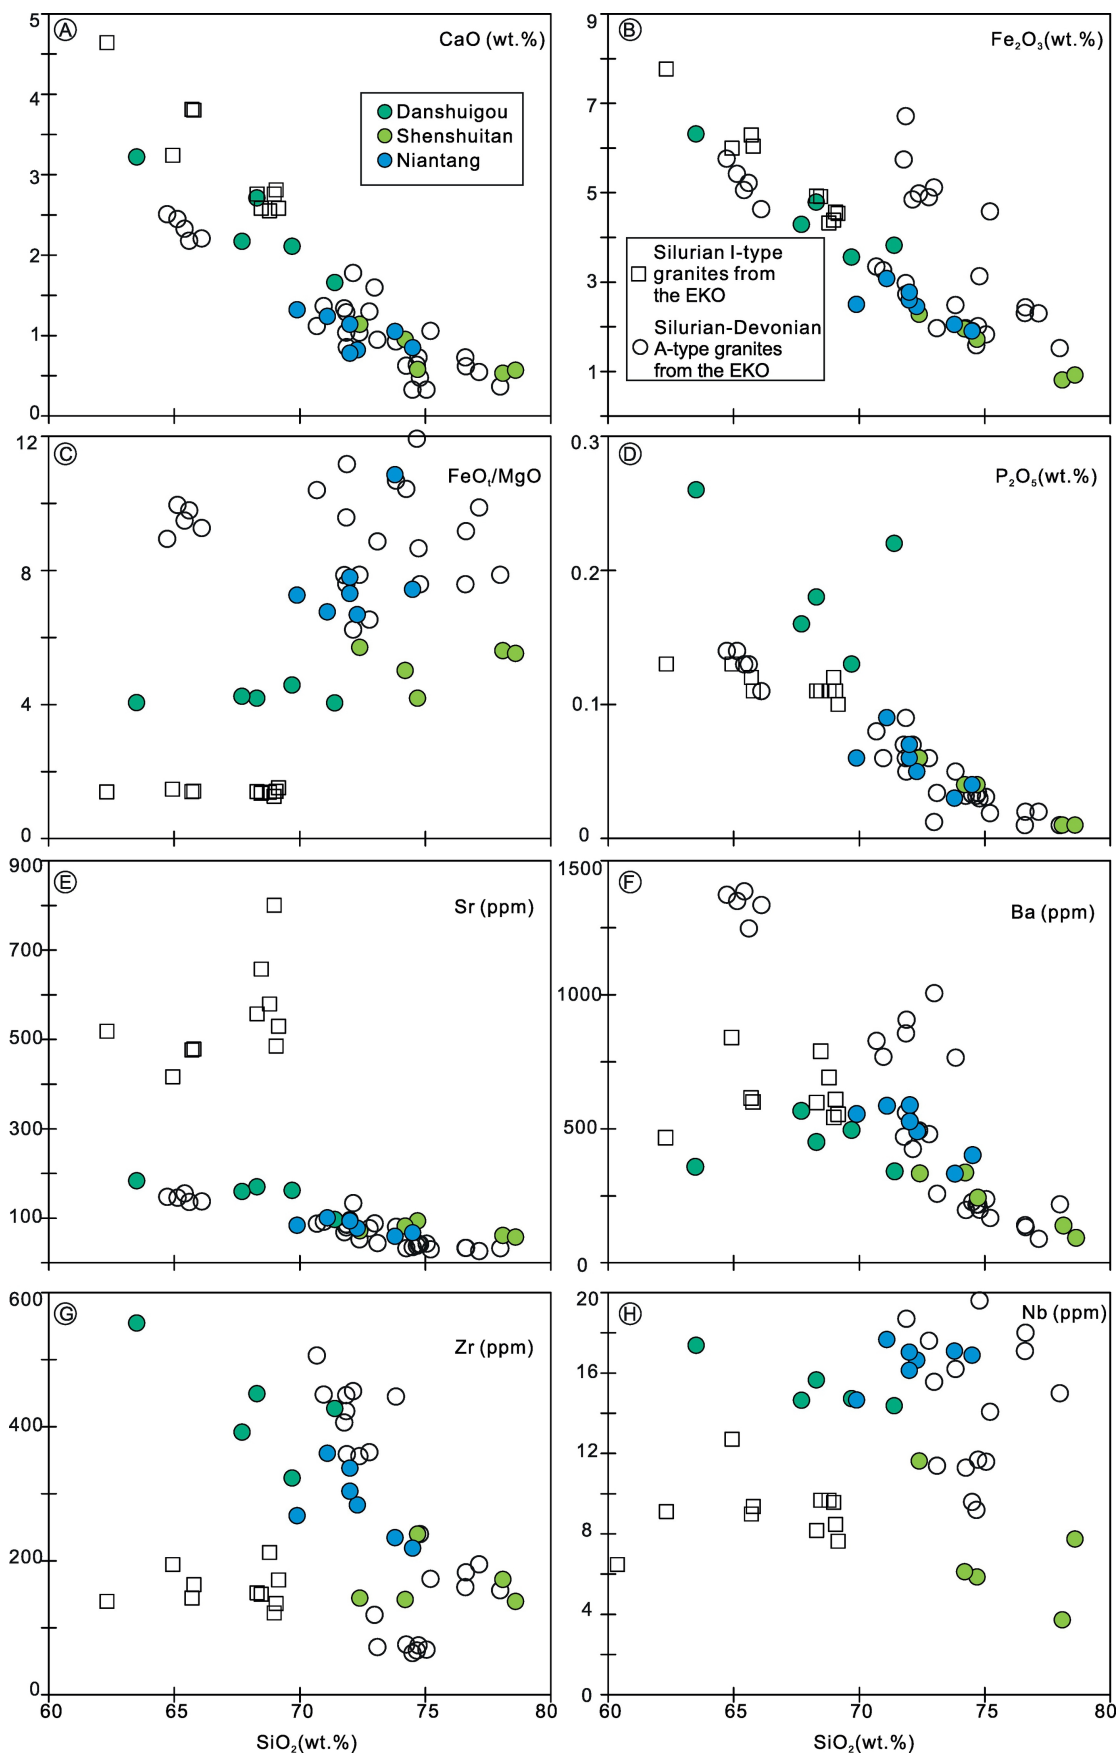 5
4
3
2
1
0
A
CaO (wt.%)
Danshuigou
Shenshuitan
Niantang
9
7
5
3
1
B
Fe₂O₃(wt.%)
Silurian I-type
granites from
the EKO
Silurian-Devonian
A-type granites
from the EKO
12
8
4
0
C
FeOₜ/MgO
0.3
0.2
0.1
0
D
P₂O₅(wt.%)
900
700
500
300
100
E
Sr (ppm)
1500
1000
500
0
F
Ba (ppm)
600
400
200
0
G
Zr (ppm)
60
65
70
75
80
SiO₂(wt.%)
20
16
12
8
4
0
H
Nb (ppm)
65
70
75
80
SiO₂(wt.%)